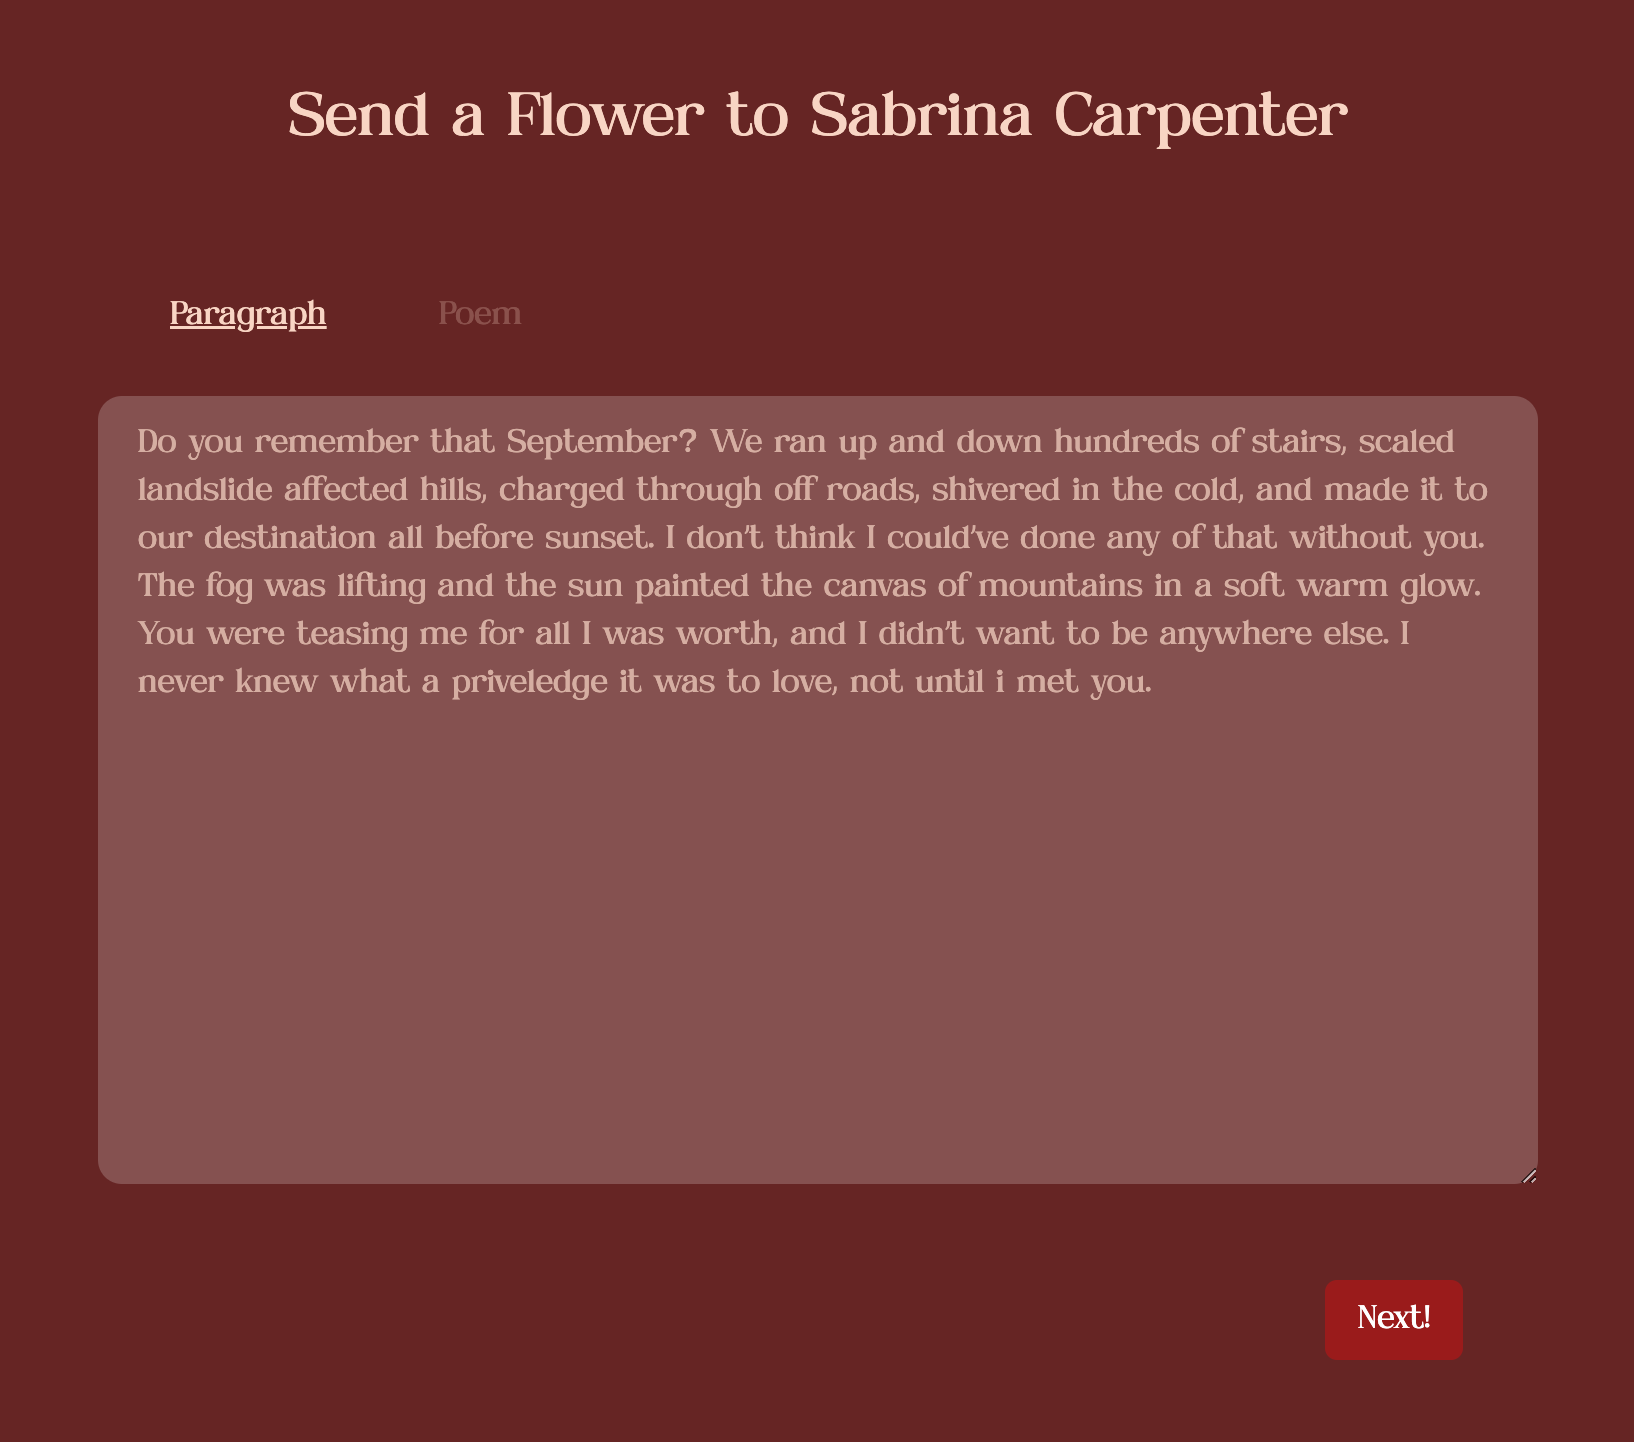 Send a Flower to Sabrina Carpenter
Paragraph
Poem
Do you remember that September? We ran up and down hundreds of stairs, scaled
landslide affected hills, charged through off roads, shivered in the cold, and made it to
our destination all before sunset. I don't think I could've done any of that without you.
The fog was lifting and the sun painted the canvas of mountains in a soft warm glow.
You were teasing me for all I was worth, and I didn't want to be anywhere else. I
never knew what a priveledge it was to love, not until i met you.
Next!